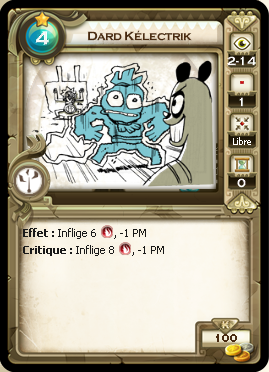 4
DARD KÉLECTRIK
2-14
1
Libre
0
Effet : Inflige 6 , -1 PM
Critique : Inflige 8 , -1 PM
K
100